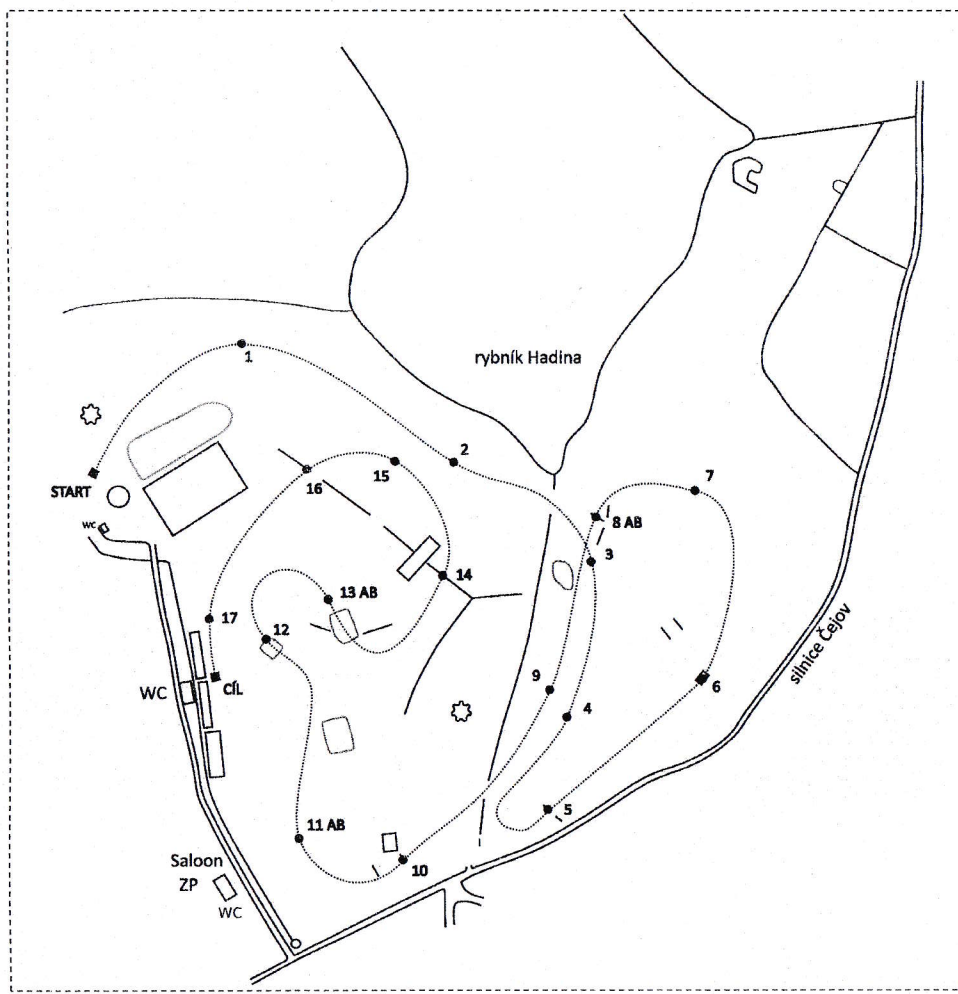 1
rybník Hadina
2
15
16
7
START
8 AB
WC
3
14
13 AB
17
12
silnice Čejov
9
6
WC
CÍL
4
5
11 AB
10
Saloon
ZP
WC